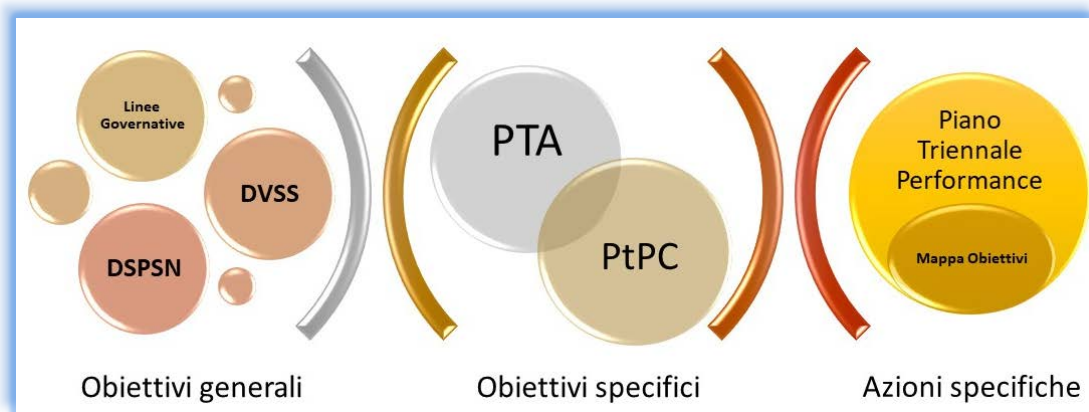 Linee
Governative
DVSS
DSPSN
Obiettivi generali
PTA
PtPC
Obiettivi specifici
Piano
Triennale
Performance
Mappa Obiettivi
Azioni specifiche